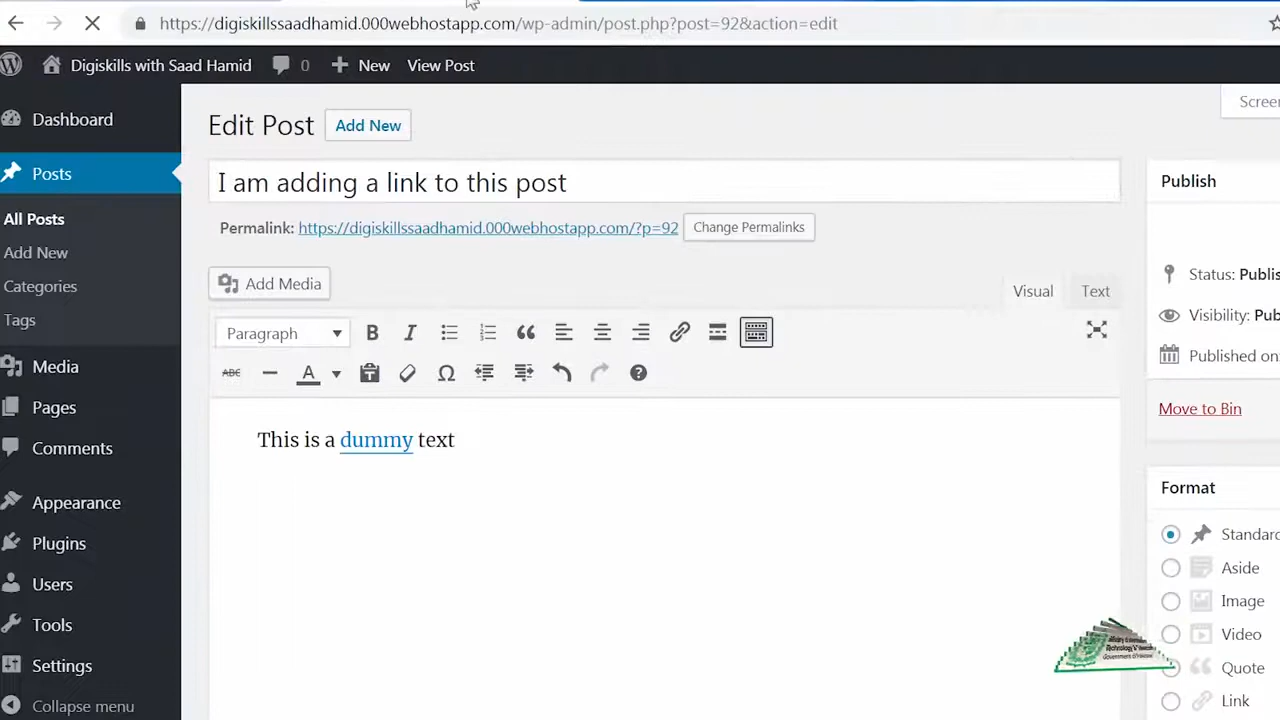 https://digiskillssaadhamid.000webhostapp.com/wp-admin/post.php?post=92&action=edit
Digiskills with Saad Hamid 0 New View Post
Screen
Dashboard
Posts
All Posts
Add New
Categories
Tags
Media
Pages
Comments
Appearance
Plugins
Users
Tools
Settings
Collapse menu
Edit Post Add New
I am adding a link to this post
Permalink: https://digiskillssaadhamid.000webhostapp.com/?p=92 Change Permalinks
Add Media
Visual Text
Paragraph B I
ABC A Ω
This is a dummy text
Publish
Status: Publis
Visibility: Pub
Published on:
Move to Bin
Format
Standard
Aside
Image
Video
Quote
Link